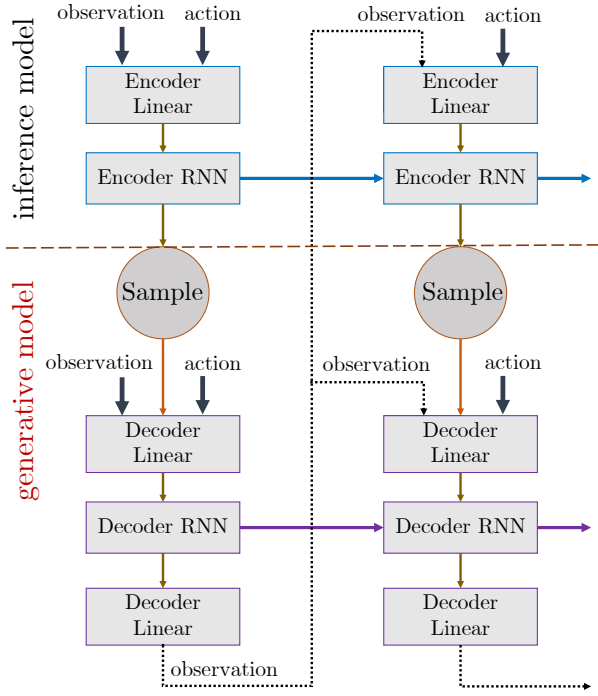 inference model
observation
action
Encoder
Linear
Encoder RNN
Sample
observation
action
Encoder
Linear
Encoder RNN
Sample
generative model
observation
action
Decoder
Linear
Decoder RNN
Decoder
Linear
observation
observation
action
Decoder
Linear
Decoder RNN
Decoder
Linear